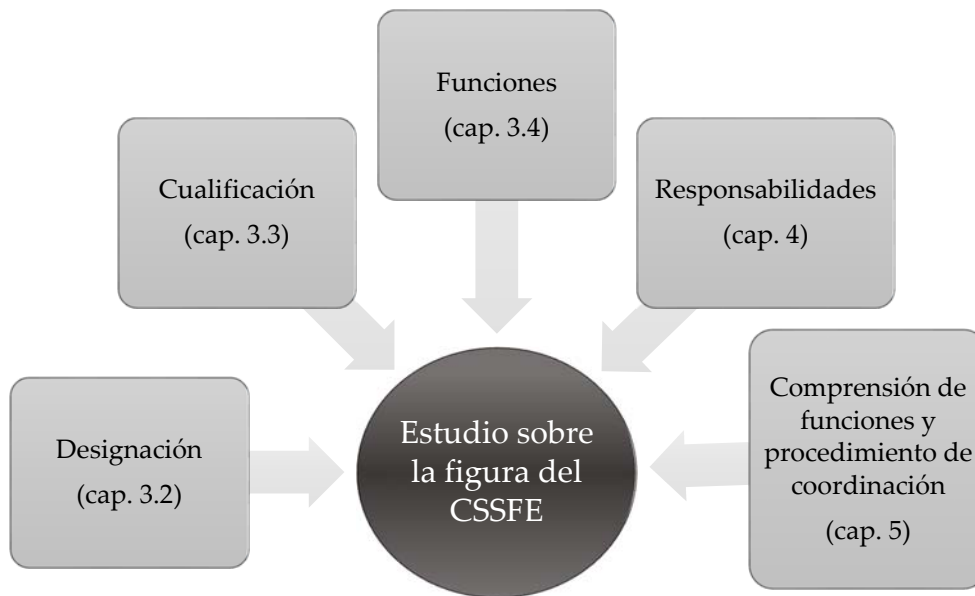 Funciones
(cap. 3.4)
Cualificación
(cap. 3.3)
Responsabilidades
(cap. 4)
Designación
(cap. 3.2)
Estudio sobre
la figura del
CSSFE
Comprensión de
funciones y
procedimiento de
coordinación
(cap. 5)